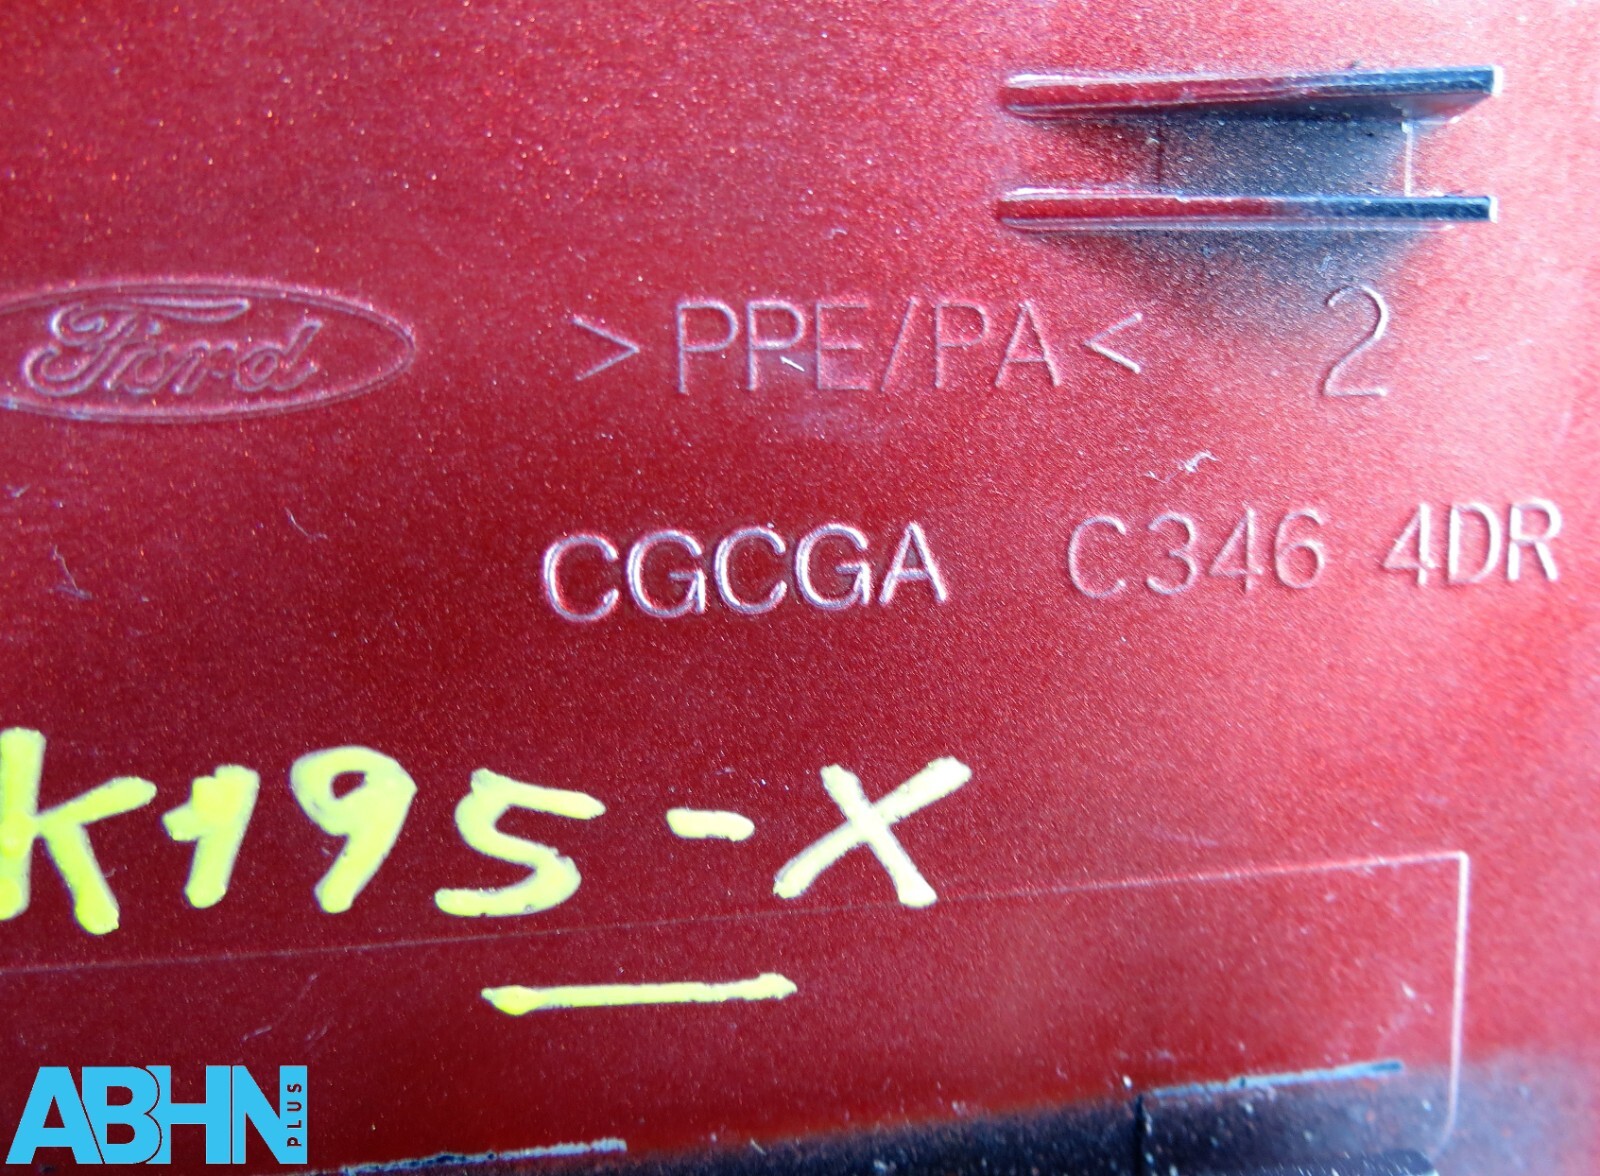 Ford >PPE/PA< 2
CGCGA C346 4DR
K195-X
ABHN PLUS